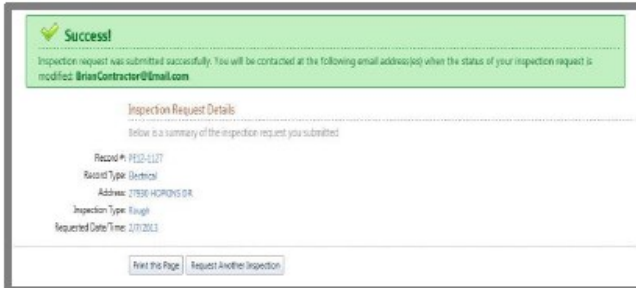 Success!
Inspection request was submitted successfully. You will be contacted at the following email address(es) when the status of your inspection request is
modified: BrianContractor@Email.com
Inspection Request Details
Below is a summary of the inspection request you submitted
Record #: PE12-1127
Record Type: Electrical
Address: 27930 HOPKINS DR
Inspection Type: Rough
Requested Date/Time: 2/7/2013
Print this Page Request Another Inspection